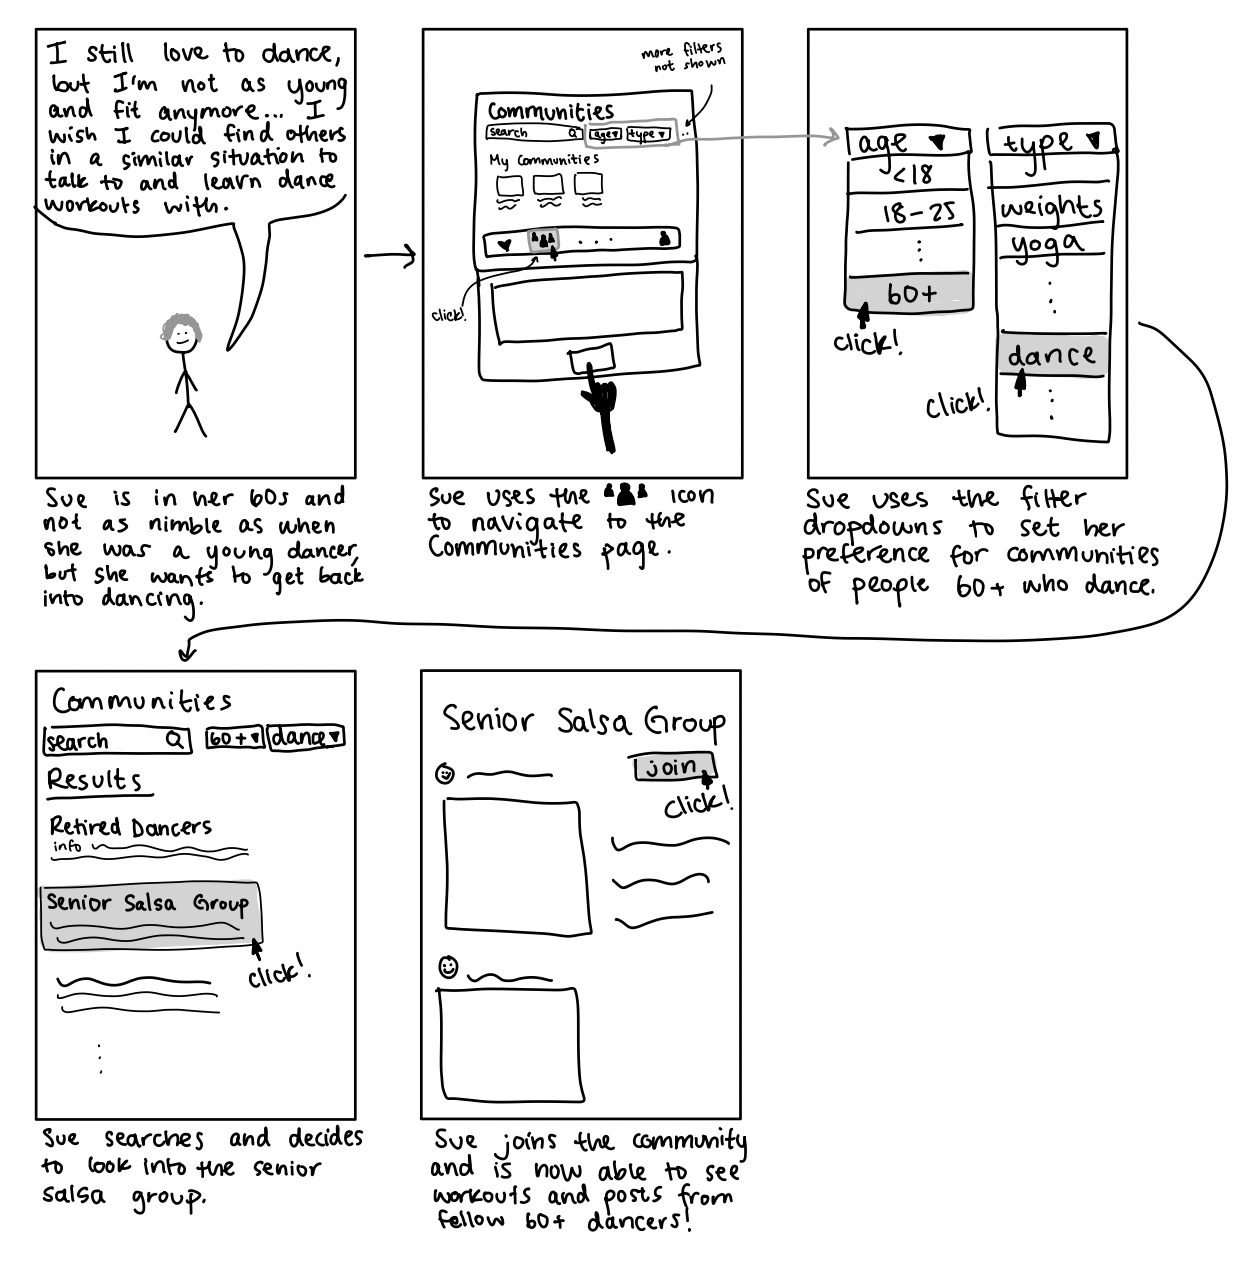 I still love to dance,
but I'm not as young
and fit anymore... I
wish I could find others
in a similar situation to
talk to and learn dance
workouts with.
Sue is in her 60s and
not as nimble as when
she was a young dancer,
but she wants to get back
into dancing.
more filters
not shown
Communities
search age type
My Communities
click!
Sue uses the icon
to navigate to the
Communities page.
age type
<18
18-25 weights
yoga
60+
click!
dance
click!
Sue uses the filter
dropdowns to set her
preference for communities
of people 60+ who dance.
Communities
search 60+ dance
Results
Retired Dancers
info
Senior Salsa Group
click!
Sue searches and decides
to look into the senior
salsa group.
Senior Salsa Group
join
click!
Sue joins the community
and is now able to see
workouts and posts from
fellow 60+ dancers!